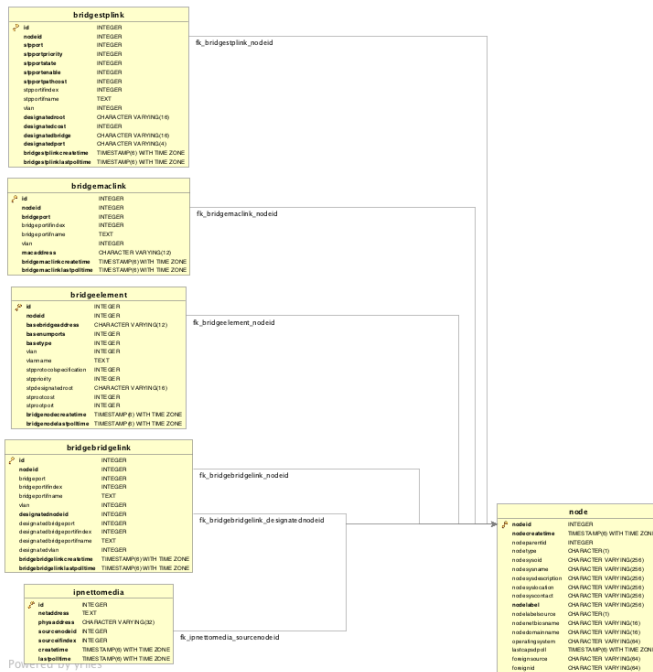 bridgestplink
id INTEGER
nodeid INTEGER
stpport INTEGER
stpportpriority INTEGER
stpportstate INTEGER
stpportenable INTEGER
stpportpathcost INTEGER
stpportifindex INTEGER
stpportifname TEXT
vlan INTEGER
designatedroot CHARACTER VARYING(16)
designatedcost INTEGER
designatedbridge CHARACTER VARYING(16)
designatedport CHARACTER VARYING(4)
bridgestplinkcreatetime TIMESTAMP(6) WITH TIME ZONE
bridgestplinklastpolltime TIMESTAMP(6) WITH TIME ZONE
fk_bridgestplink_nodeid
bridgemaclink
id INTEGER
nodeid INTEGER
bridgeport INTEGER
bridgeportifindex INTEGER
bridgeportifname TEXT
vlan INTEGER
macaddress CHARACTER VARYING(12)
bridgemaclinkcreatetime TIMESTAMP(6) WITH TIME ZONE
bridgemaclinklastpolltime TIMESTAMP(6) WITH TIME ZONE
fk_bridgemaclink_nodeid
bridgeelement
id INTEGER
nodeid INTEGER
basebridgeaddress CHARACTER VARYING(12)
basenumports INTEGER
basetype INTEGER
vlan INTEGER
vlanname TEXT
stpprotocolspecification INTEGER
stppriority INTEGER
stpdesignatedroot CHARACTER VARYING(16)
stprootcost INTEGER
stprootport INTEGER
bridgenodecreatetime TIMESTAMP(6) WITH TIME ZONE
bridgenodelastpolltime TIMESTAMP(6) WITH TIME ZONE
fk_bridgeelement_nodeid
bridgebridgelink
id INTEGER
nodeid INTEGER
bridgeport INTEGER
bridgeportifindex INTEGER
bridgeportifname TEXT
vlan INTEGER
designatednodeid INTEGER
designatedbridgeport INTEGER
designatedbridgeportifindex INTEGER
designatedbridgeportifname TEXT
designatedvlan INTEGER
bridgebridgelinkcreatetime TIMESTAMP(6) WITH TIME ZONE
bridgebridgelinklastpolltime TIMESTAMP(6) WITH TIME ZONE
fk_bridgebridgelink_nodeid
fk_bridgebridgelink_designatednodeid
ipnettomedia
id INTEGER
netaddress TEXT
physaddress CHARACTER VARYING(32)
sourcenodeid INTEGER
sourceifindex INTEGER
createtime TIMESTAMP(6) WITH TIME ZONE
lastpolltime TIMESTAMP(6) WITH TIME ZONE
fk_ipnettomedia_sourcenodeid
node
nodeid INTEGER
nodecreatetime TIMESTAMP(6) WITH TIME ZON
nodeparentid INTEGER
nodetype CHARACTER(1)
nodesysoid CHARACTER VARYING(256)
nodesysname CHARACTER VARYING(256)
nodesysdescription CHARACTER VARYING(256)
nodesyslocation CHARACTER VARYING(256)
nodesyscontact CHARACTER VARYING(256)
nodelabel CHARACTER VARYING(256)
nodelabelsource CHARACTER(1)
nodenetbiosname CHARACTER VARYING(16)
nodedomainname CHARACTER VARYING(16)
operatingsystem CHARACTER VARYING(64)
lastcapsdpoll TIMESTAMP(6) WITH TIME ZON
foreignsource CHARACTER VARYING(64)
foreignid CHARACTER VARYING(64)
Powered by yFiles